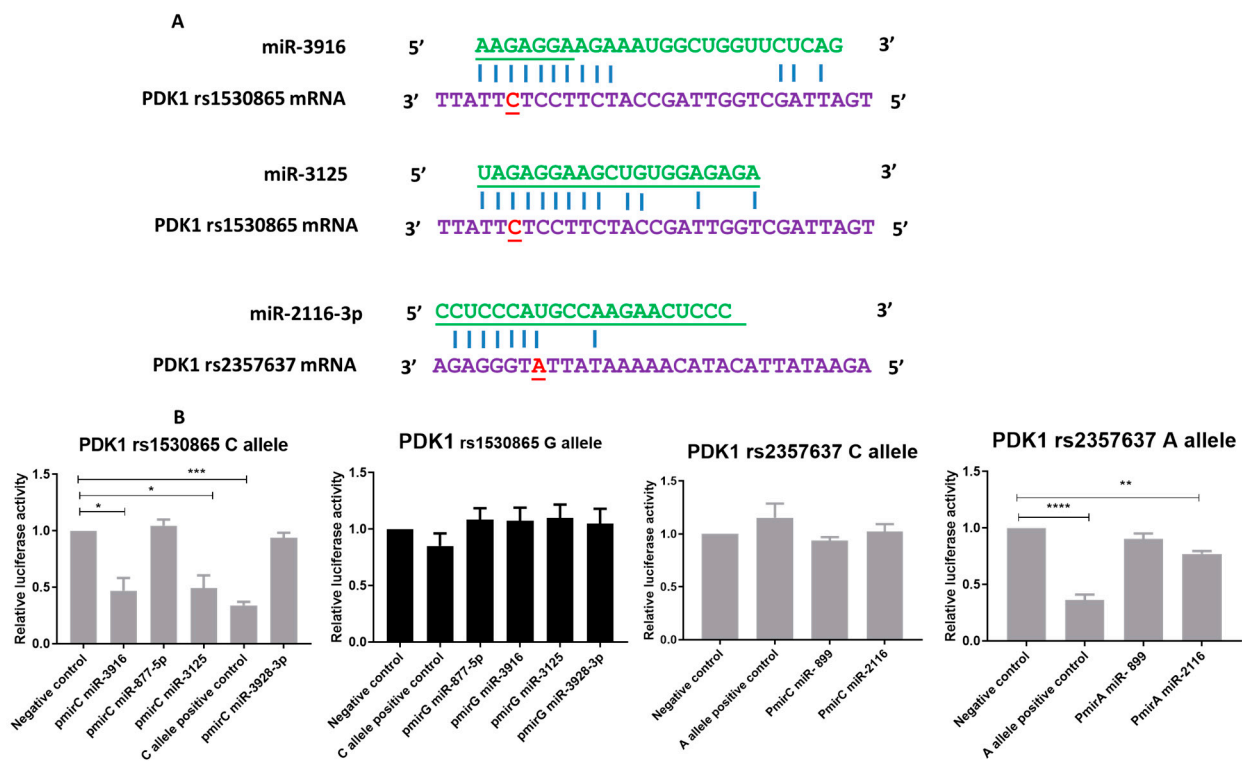 A
miR-3916 5’ AAGAGGAAGAAAUGGCUGGUUCUCAG 3’
PDK1 rs1530865 mRNA 3’ TTATTCTCCTTCTACCGATTGGTCGATTAGT 5’
miR-3125 5’ UAGAGGAAGCUGUGGAGAGA 3’
PDK1 rs1530865 mRNA 3’ TTATTCTCCTTCTACCGATTGGTCGATTAGT 5’
miR-2116-3p 5’ CCUCCCAUGCCAAGAACUCCC 3’
PDK1 rs2357637 mRNA 3’ AGAGGGTATTATAAAAACATACATTATAAGA 5’
B
PDK1 rs1530865 C allele
Relative luciferase activity
1.5
1.0
0.5
0.0
***
*
*
Negative control
pmirC miR-3916
pmirC miR-877-5p
pmirC miR-3125
C allele positive control
pmirC miR-3928-3p
PDK1 rs1530865 G allele
Relative luciferase activity
1.5
1.0
0.5
0.0
Negative control
C allele positive control
pmirG miR-877-5p
pmirG miR-3916
pmirG miR-3125
pmirG miR-3928-3p
PDK1 rs2357637 C allele
Relative luciferase activity
1.5
1.0
0.5
0.0
Negative control
A allele positive control
PmirC miR-899
PmirC miR-2116
PDK1 rs2357637 A allele
Relative luciferase activity
1.5
1.0
0.5
0.0
**
****
Negative control
A allele positive control
PmirA miR-899
PmirA miR-2116